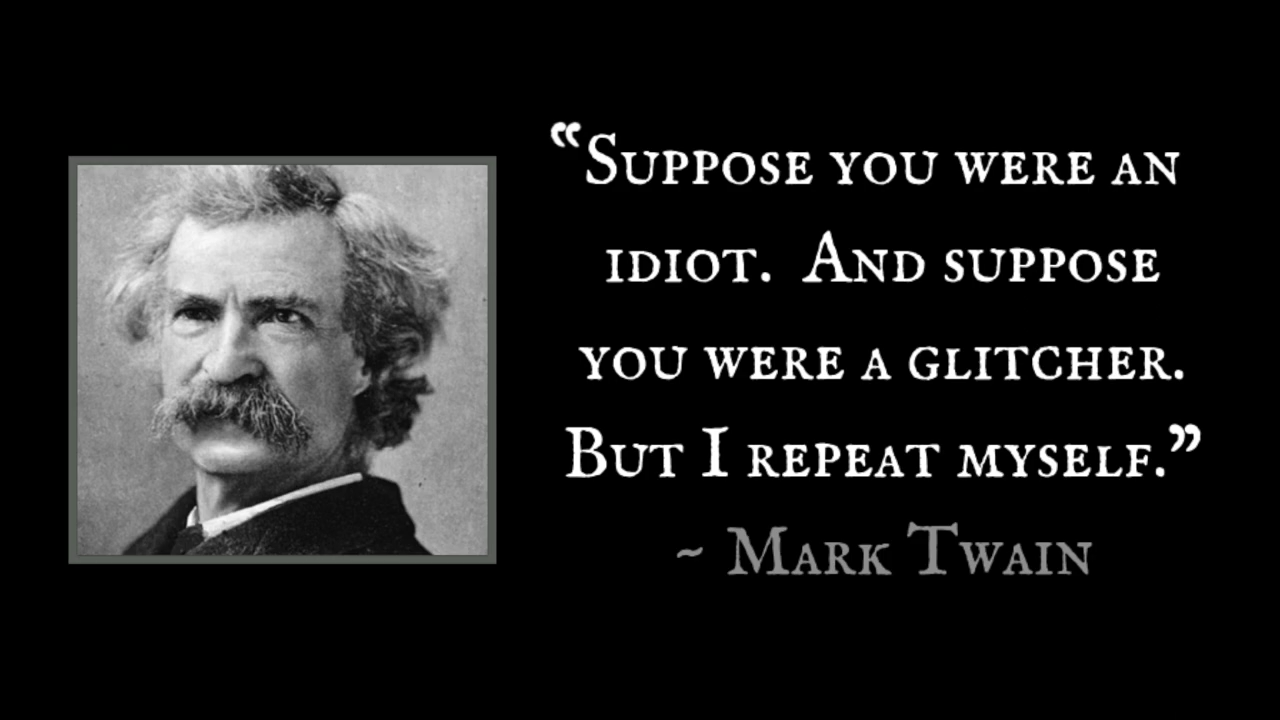 “Suppose you were an
idiot. And suppose
you were a glitcher.
But I repeat myself.”
~ Mark Twain